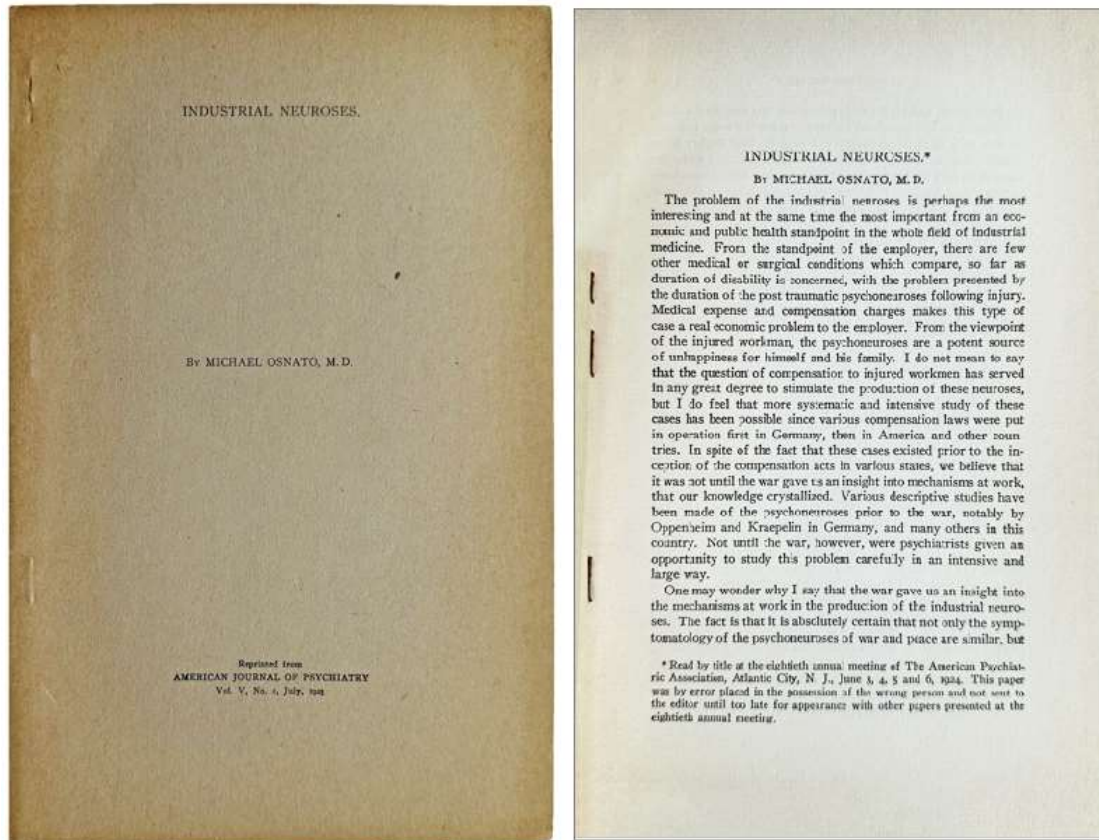 INDUSTRIAL NEUROSES.
BY MICHAEL OSNATO, M. D.
Reprinted from
AMERICAN JOURNAL OF PSYCHIATRY
Vol. V, No. 1, July, 1925
INDUSTRIAL NEUROSES.*
BY MICHAEL OSNATO, M. D.
The problem of the industrial neuroses is perhaps the most
interesting and at the same time the most important from an eco-
nomic and public health standpoint in the whole field of industrial
medicine. From the standpoint of the employer, there are few
other medical or surgical conditions which compare, so far as
duration of disability is concerned, with the problem presented by
the duration of the post traumatic psychoneuroses following injury.
Medical expense and compensation charges makes this type of
case a real economic problem to the employer. From the viewpoint
of the injured workman, the psychoneuroses are a potent source
of unhappiness for himself and his family. I do not mean to say
that the question of compensation to injured workmen has served
in any great degree to stimulate the production of these neuroses,
but I do feel that more systematic and intensive study of these
cases has been possible since various compensation laws were put
in operation first in Germany, then in America and other coun
tries. In spite of the fact that these cases existed prior to the in-
ception of the compensation acts in various states, we believe that
it was not until the war gave us an insight into mechanisms at work,
that our knowledge crystallized. Various descriptive studies have
been made of the psychoneuroses prior to the war, notably by
Oppenheim and Kraepelin in Germany, and many others in this
country. Not until the war, however, were psychiatrists given an
opportunity to study this problem carefully in an intensive and
large way.
One may wonder why I say that the war gave us an insight into
the mechanisms at work in the production of the industrial neuro-
ses. The fact is that it is absolutely certain that not only the symp-
tomatology of the psychoneuroses of war and peace are similar, but
* Read by title at the eightieth annual meeting of The American Psychiat-
ric Association, Atlantic City, N. J., June 3, 4, 5 and 6, 1924. This paper
was by error placed in the possession of the wrong person and not sent to
the editor until too late for appearance with other papers presented at the
eightieth annual meeting.